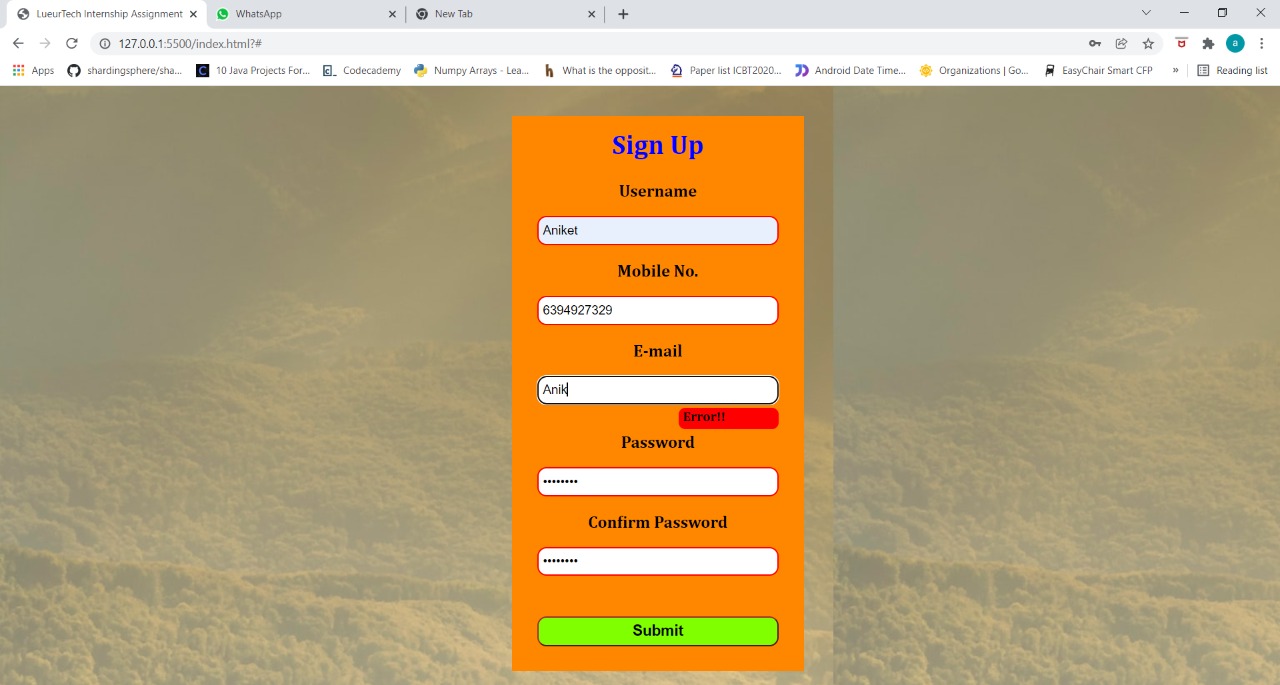 LueurTech Internship Assignment
WhatsApp
New Tab
127.0.0.1:5500/index.html?#
a
Apps
shardingsphere/sha...
10 Java Projects For...
Codecademy
Numpy Arrays - Lea...
What is the opposit...
Paper list ICBT2020...
Android Date Time...
Organizations | Go...
EasyChair Smart CFP
»
Reading list
Sign Up
Username
Aniket
Mobile No.
6394927329
E-mail
Anik
Error!!
Password
••••••••
Confirm Password
••••••••
Submit